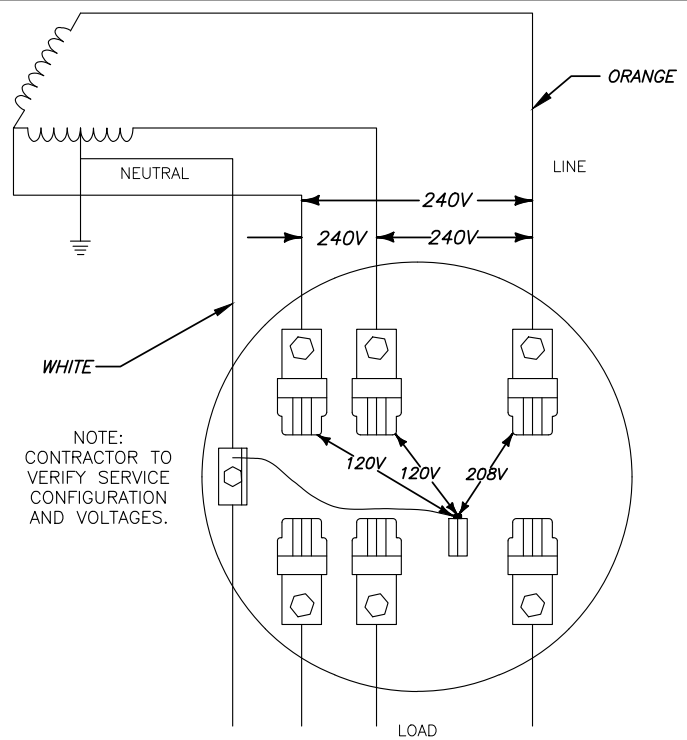 ORANGE
LINE
NEUTRAL
240V
240V
240V
WHITE
NOTE:
CONTRACTOR TO
VERIFY SERVICE
CONFIGURATION
AND VOLTAGES.
120V
120V
208V
LOAD